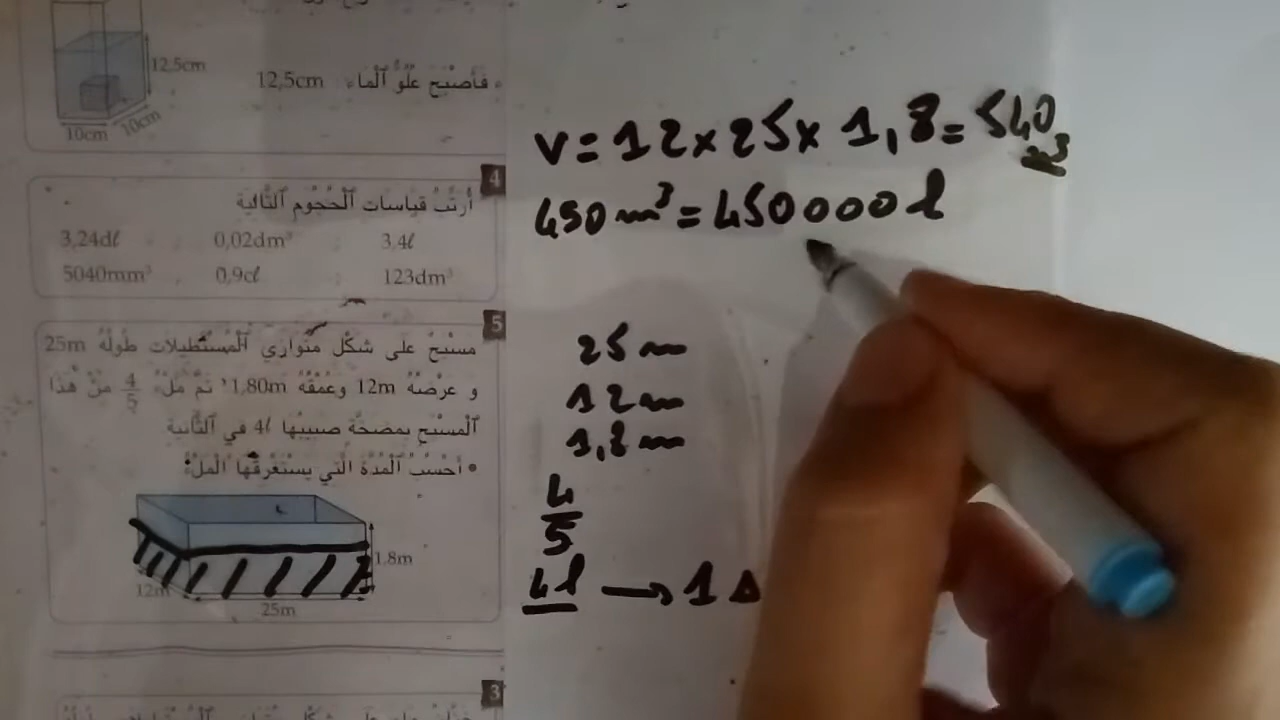 12,5cm
فأصبح علو الماء 12,5cm
10cm
10cm
4
أرتب قياسات الحجوم التالية
3,24dℓ ; 0,02dm³ ; 3,4ℓ
5040mm³ ; 0,9cℓ ; 123dm³
5
مسبح على شكل متوازي المستطيلات طوله 25m
و عرضه 12m وعمقه 1,80m، تم ملء 4/5 من هذا
المسبح بمضخة صبيبها 4ℓ في الثانية
• أحسب المدة التي يستغرقها الملء
1.8m
12m
25m
3
V = 12 x 25 x 1,8 = 540 m³
450 m³ = 450000 l
25 m
12 m
1,8 m
4/5
4l → 1 s